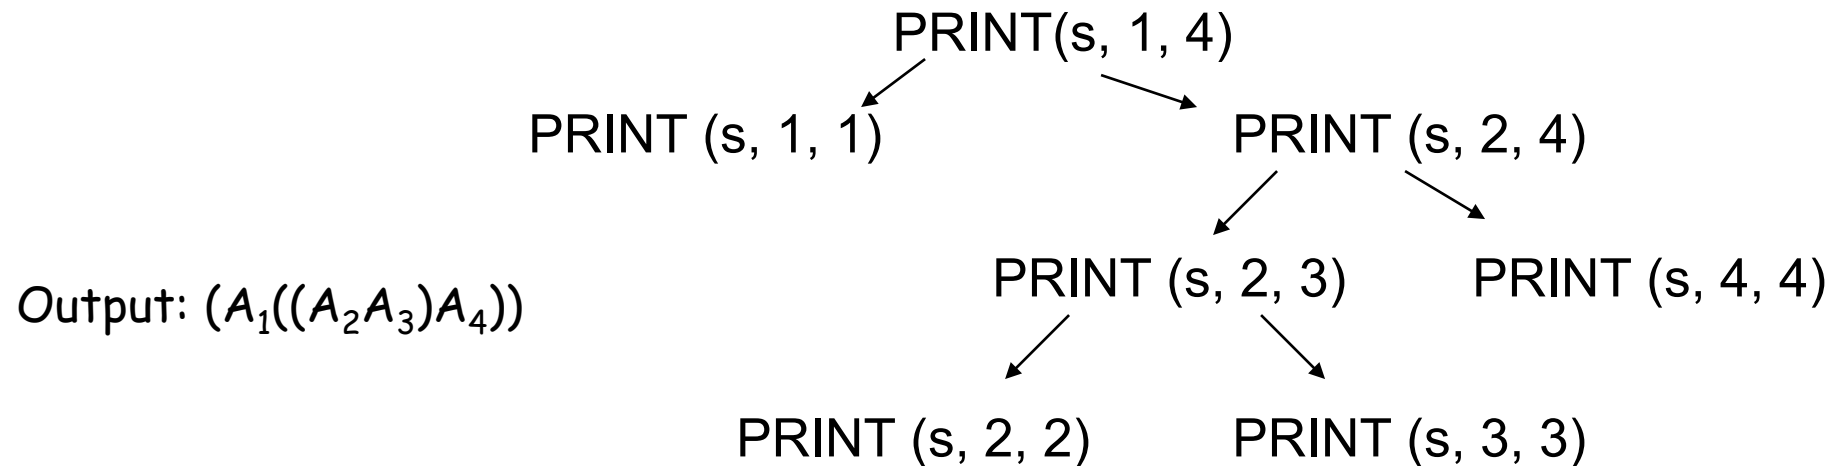 PRINT(s, 1, 4)
PRINT (s, 1, 1)
PRINT (s, 2, 4)
PRINT (s, 2, 3)
PRINT (s, 4, 4)
Output: (A₁((A₂A₃)A₄))
PRINT (s, 2, 2)
PRINT (s, 3, 3)